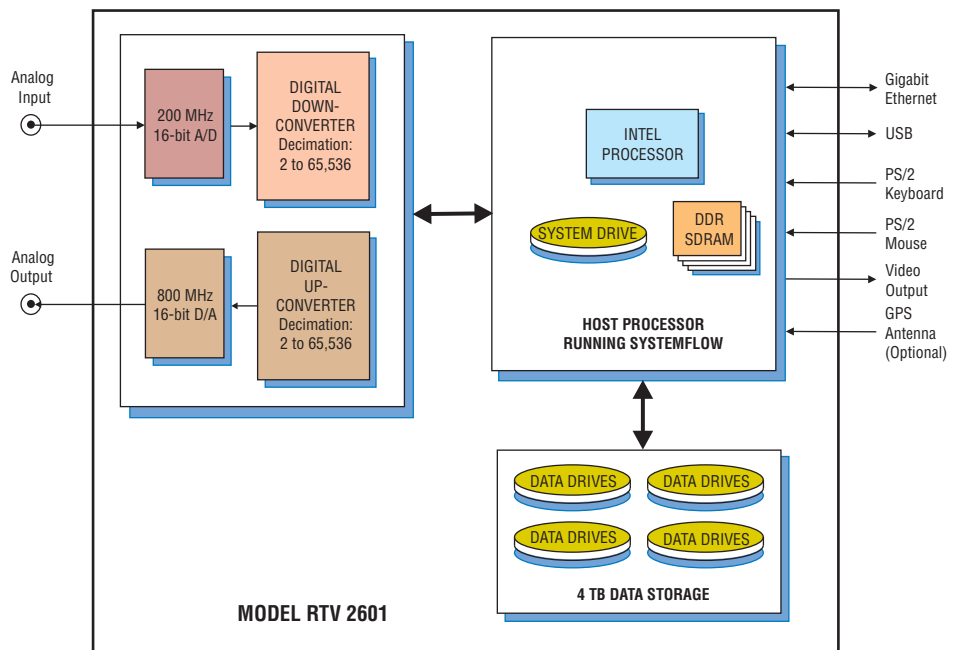 Analog
Input
200 MHz
16-bit A/D
DIGITAL
DOWN-
CONVERTER
Decimation:
2 to 65,536
Analog
Output
800 MHz
16-bit D/A
DIGITAL
UP-
CONVERTER
Decimation:
2 to 65,536
INTEL
PROCESSOR
SYSTEM DRIVE
DDR
SDRAM
HOST PROCESSOR
RUNNING SYSTEMFLOW
Gigabit
Ethernet
USB
PS/2
Keyboard
PS/2
Mouse
Video
Output
GPS
Antenna
(Optional)
DATA DRIVES
DATA DRIVES
DATA DRIVES
DATA DRIVES
4 TB DATA STORAGE
MODEL RTV 2601